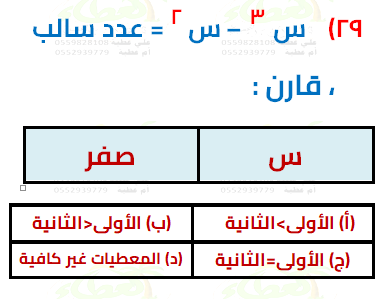 ٢٩) س ٣ – س ٢ = عدد سالب
، قارن :
س صفر
(أ) الأولى>الثانية (ب) الأولى<الثانية
(ج) الأولى=الثانية (د) المعطيات غير كافية